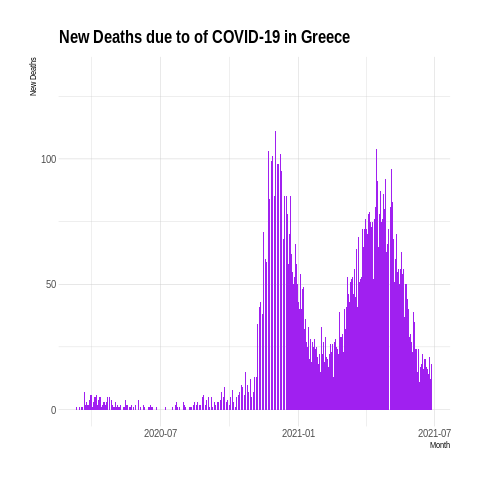 New Deaths due to of COVID-19 in Greece
New Deaths
100
50
0
2020-07
2021-01
2021-07
Month